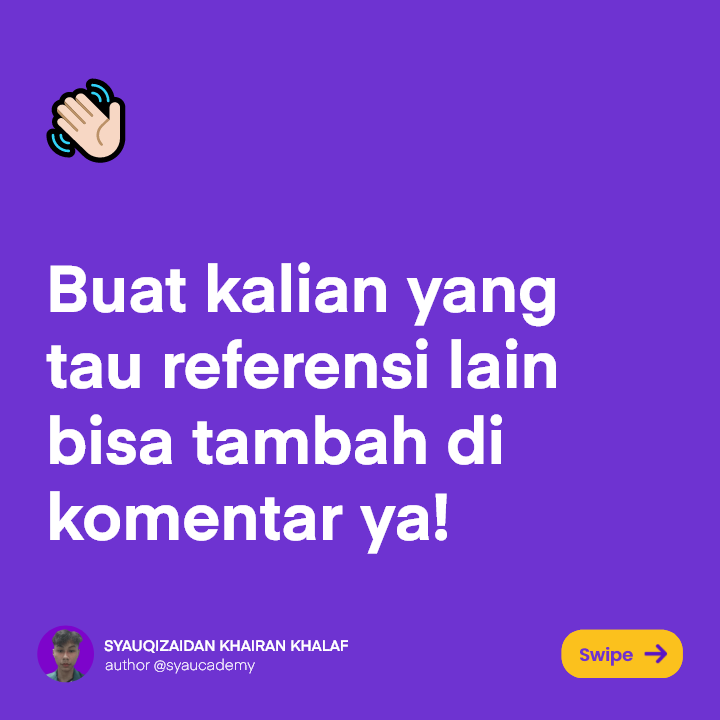 Buat kalian yang
tau referensi lain
bisa tambah di
komentar ya!
SYAUQIZAIDAN KHAIRAN KHALAF
author @syaucademy
Swipe